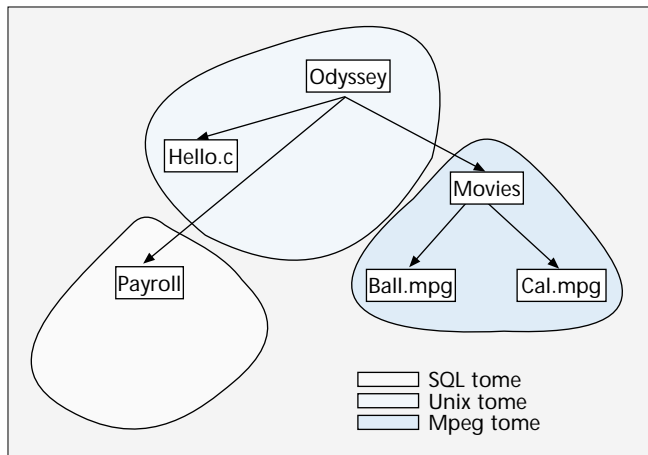 Odyssey
Hello.c
Movies
Payroll
Ball.mpg
Cal.mpg
SQL tome
Unix tome
Mpeg tome